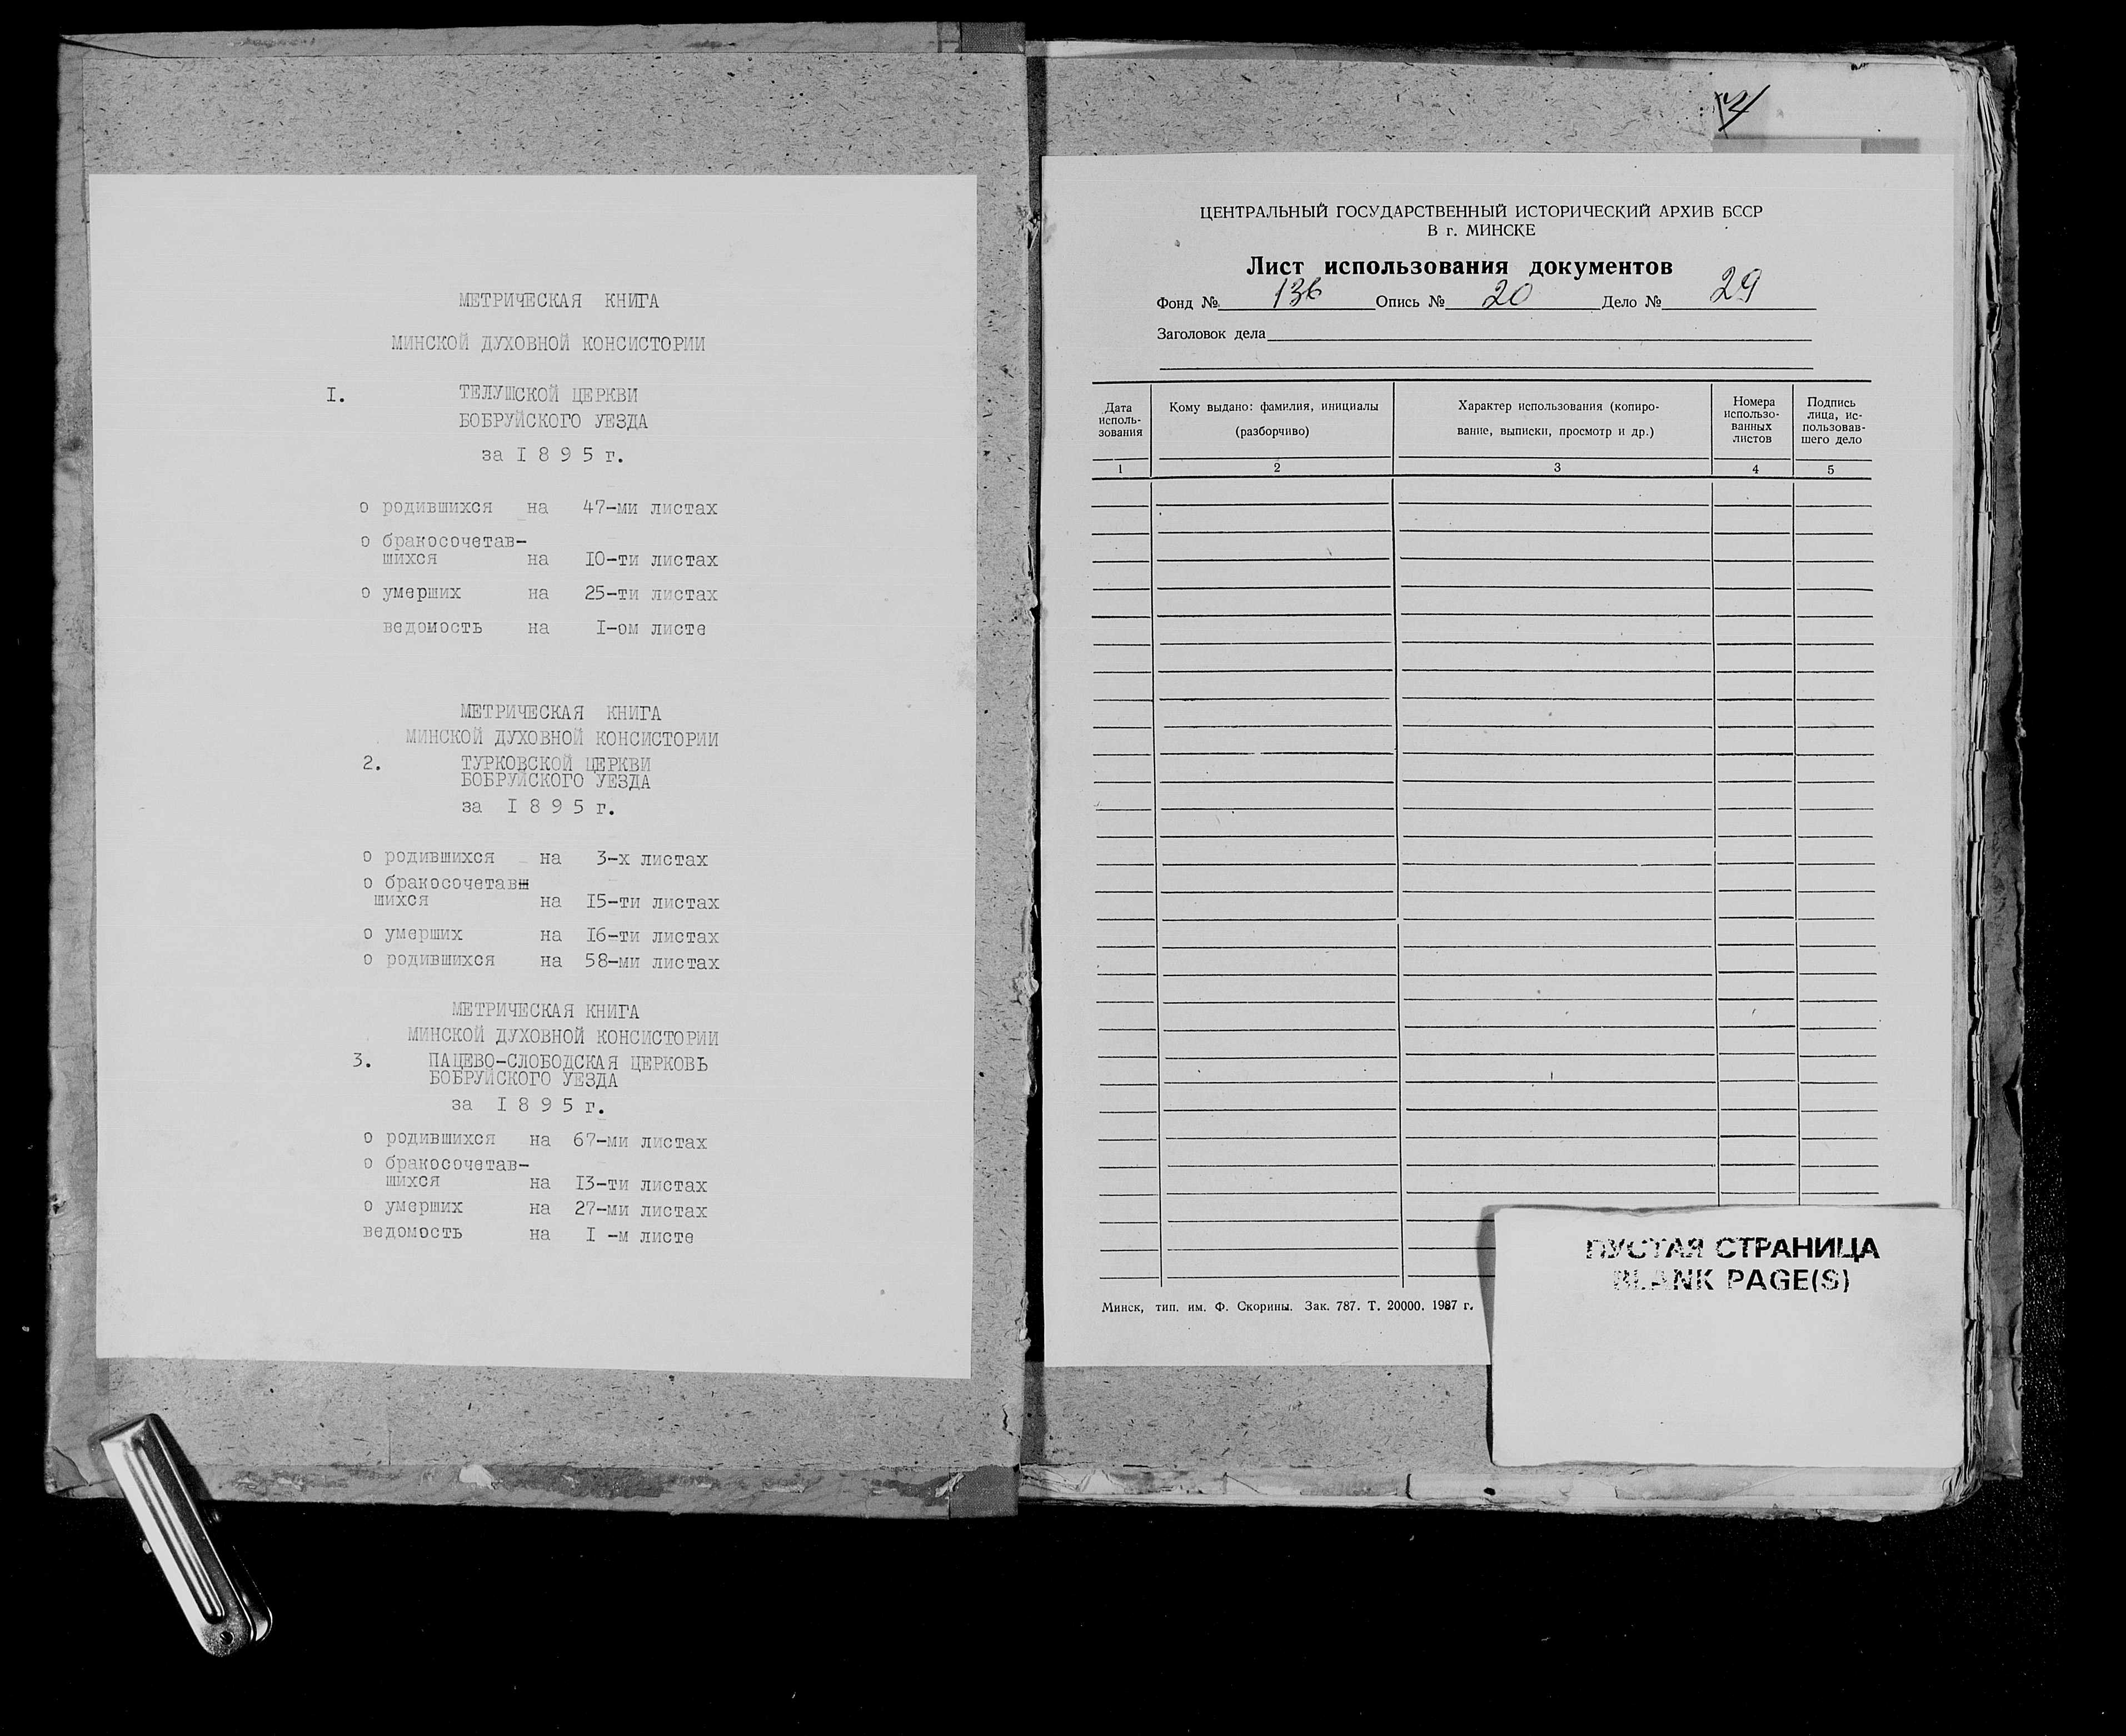 МЕТРИЧЕСКАЯ КНИГА
МИНСКОЙ ДУХОВНОЙ КОНСИСТОРИИ
I. ТЕЛУШСКОЙ ЦЕРКВИ
БОБРУЙСКОГО УЕЗДА
за I 8 9 5 г.
о родившихся на 47-ми листах
о бракосочетав-
шихся на IO-ти листах
о умерших на 25-ти листах
ведомость на I-ом листе
МЕТРИЧЕСКАЯ КНИГА
МИНСКОЙ ДУХОВНОЙ КОНСИСТОРИИ
2. ТУРКОВСКОЙ ЦЕРКВИ
БОБРУЙСКОГО УЕЗДА
за I 8 9 5 г.
о родившихся на 3-х листах
о бракосочетавш
шихся на I5-ти листах
о умерших на I6-ти листах
о родившихся на 58-ми листах
МЕТРИЧЕСКАЯ КНИГА
МИНСКОЙ ДУХОВНОЙ КОНСИСТОРИИ
3. ПАЦЕВО-СЛОБОДСКАЯ ЦЕРКОВЬ
БОБРУЙСКОГО УЕЗДА
за I 8 9 5 г.
о родившихся на 67-ми листах
о бракосочетав-
шихся на I3-ти листах
о умерших на 27-ми листах
ведомость на I -м листе
ЦЕНТРАЛЬНЫЙ ГОСУДАРСТВЕННЫЙ ИСТОРИЧЕСКИЙ АРХИВ БССР
В г. МИНСКЕ
Лист использования документов
Фонд № 136 Опись № 20 Дело № 29
Заголовок дела
Дата исполь-зования
Кому выдано: фамилия, инициалы (разборчиво)
Характер использования (копиро-вание, выписки, просмотр и др.)
Номера использо-ванных листов
Подпись лица, ис-пользовав-шего дело
1 2 3 4 5
Минск, тип. им. Ф. Скорины. Зак. 787. Т. 20000. 1987 г.
ПУСТАЯ СТРАНИЦА
BLANK PAGE(S)